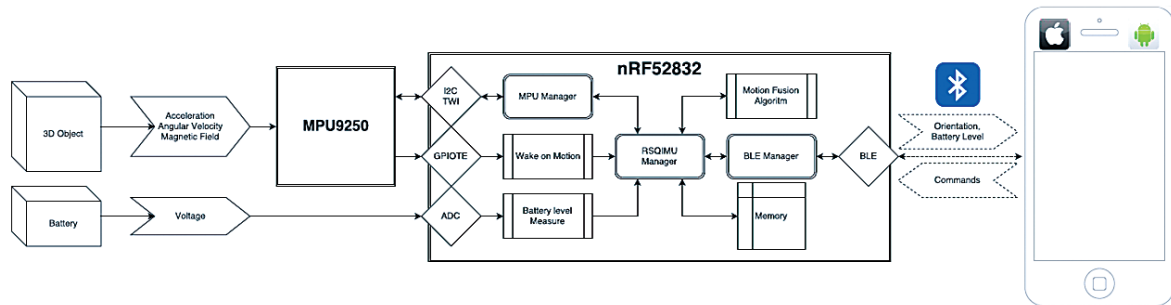 nRF52832
3D Object
Acceleration
Angular Velocity
Magnetic Field
MPU9250
I2C
TWI
MPU Manager
Motion Fusion
Algoritm
GPIOTE
Wake on Motion
RSQIMU
Manager
BLE Manager
BLE
Orientation,
Battery Level
Commands
Battery
Voltage
ADC
Battery level
Measure
Memory